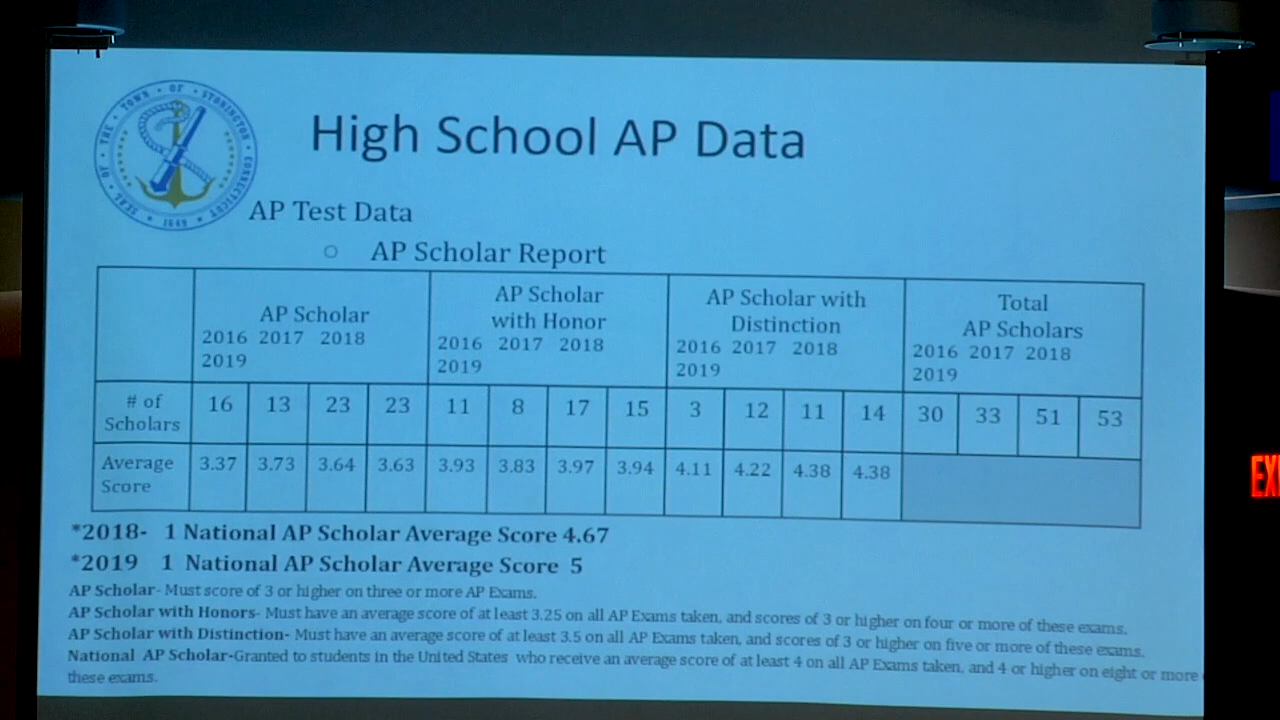 SEAL · OF · THE · TOWN · OF · STONINGTON · CONNECTICUT
1649
High School AP Data
AP Test Data
○ AP Scholar Report
AP Scholar
2016 2017 2018
2019
AP Scholar
with Honor
2016 2017 2018
2019
AP Scholar with
Distinction
2016 2017 2018
2019
Total
AP Scholars
2016 2017 2018
2019
# of
Scholars
16 13 23 23 11 8 17 15 3 12 11 14 30 33 51 53
Average
Score
3.37 3.73 3.64 3.63 3.93 3.83 3.97 3.94 4.11 4.22 4.38 4.38
*2018- 1 National AP Scholar Average Score 4.67
*2019 1 National AP Scholar Average Score 5
AP Scholar- Must score of 3 or higher on three or more AP Exams.
AP Scholar with Honors- Must have an average score of at least 3.25 on all AP Exams taken, and scores of 3 or higher on four or more of these exams.
AP Scholar with Distinction- Must have an average score of at least 3.5 on all AP Exams taken, and scores of 3 or higher on five or more of these exams.
National AP Scholar-Granted to students in the United States who receive an average score of at least 4 on all AP Exams taken, and 4 or higher on eight or more
these exams.
EXI